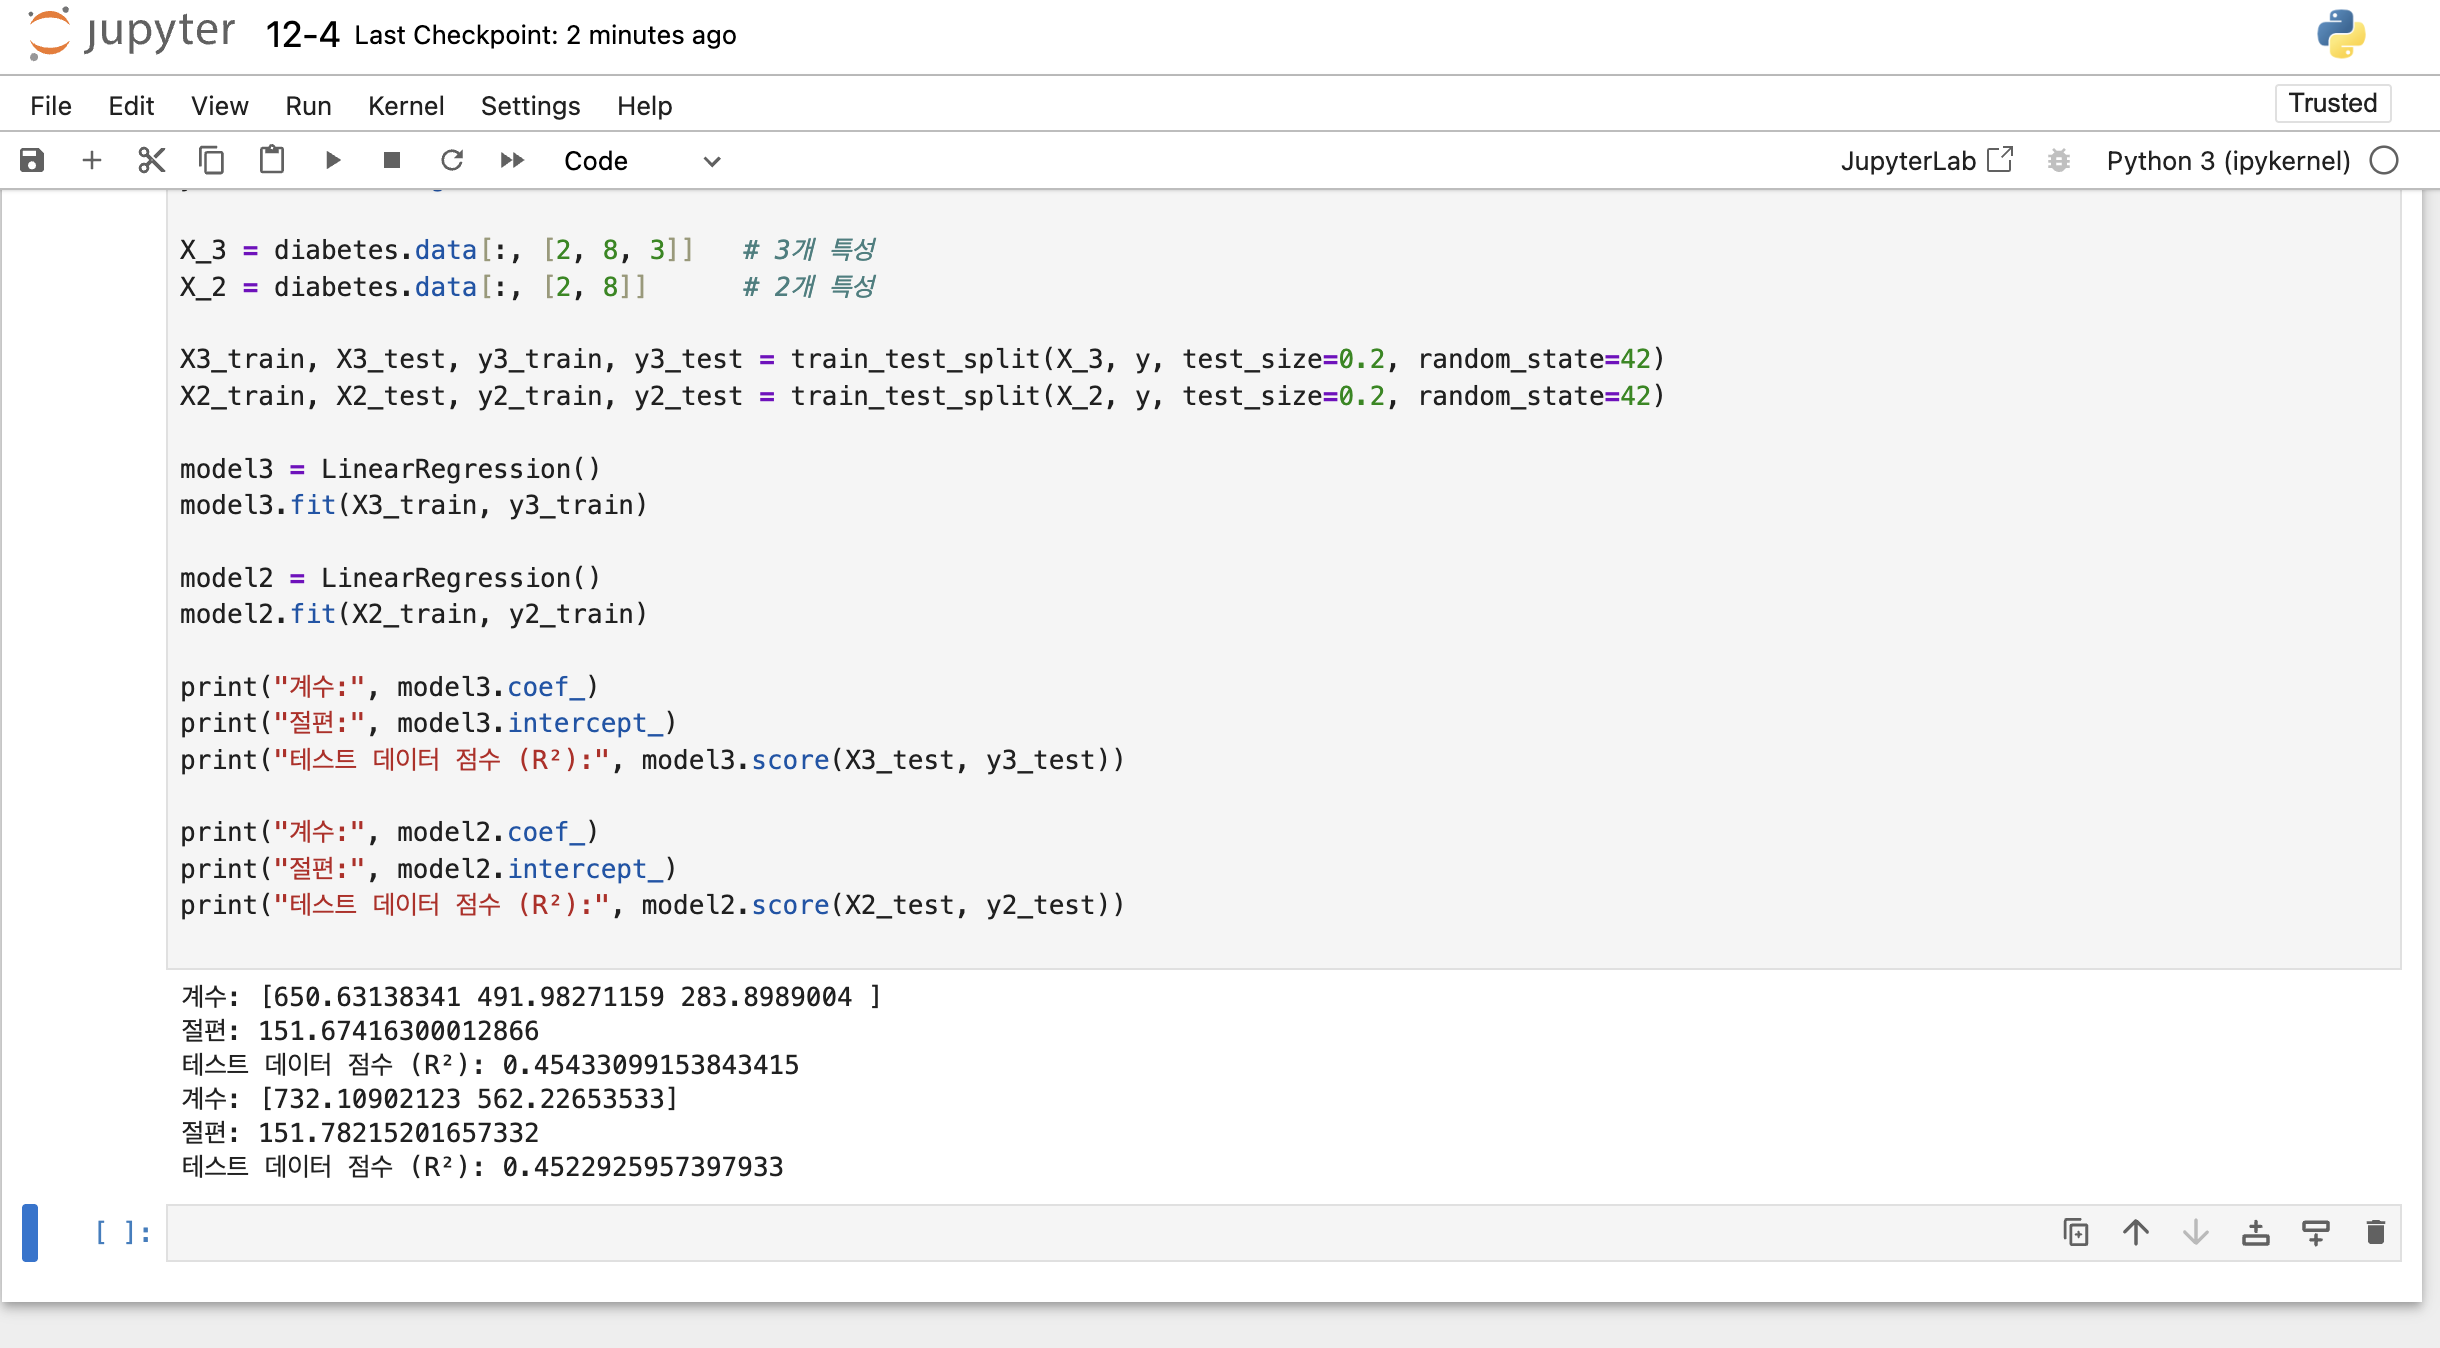 jupyter 12-4 Last Checkpoint: 2 minutes ago
File Edit View Run Kernel Settings Help Trusted
Code JupyterLab Python 3 (ipykernel)
X_3 = diabetes.data[:, [2, 8, 3]] # 3개 특성
X_2 = diabetes.data[:, [2, 8]] # 2개 특성
X3_train, X3_test, y3_train, y3_test = train_test_split(X_3, y, test_size=0.2, random_state=42)
X2_train, X2_test, y2_train, y2_test = train_test_split(X_2, y, test_size=0.2, random_state=42)
model3 = LinearRegression()
model3.fit(X3_train, y3_train)
model2 = LinearRegression()
model2.fit(X2_train, y2_train)
print("계수:", model3.coef_)
print("절편:", model3.intercept_)
print("테스트 데이터 점수 (R²):", model3.score(X3_test, y3_test))
print("계수:", model2.coef_)
print("절편:", model2.intercept_)
print("테스트 데이터 점수 (R²):", model2.score(X2_test, y2_test))
계수: [650.63138341 491.98271159 283.8989004 ]
절편: 151.67416300012866
테스트 데이터 점수 (R²): 0.45433099153843415
계수: [732.10902123 562.22653533]
절편: 151.78215201657332
테스트 데이터 점수 (R²): 0.4522925957397933
[ ]: